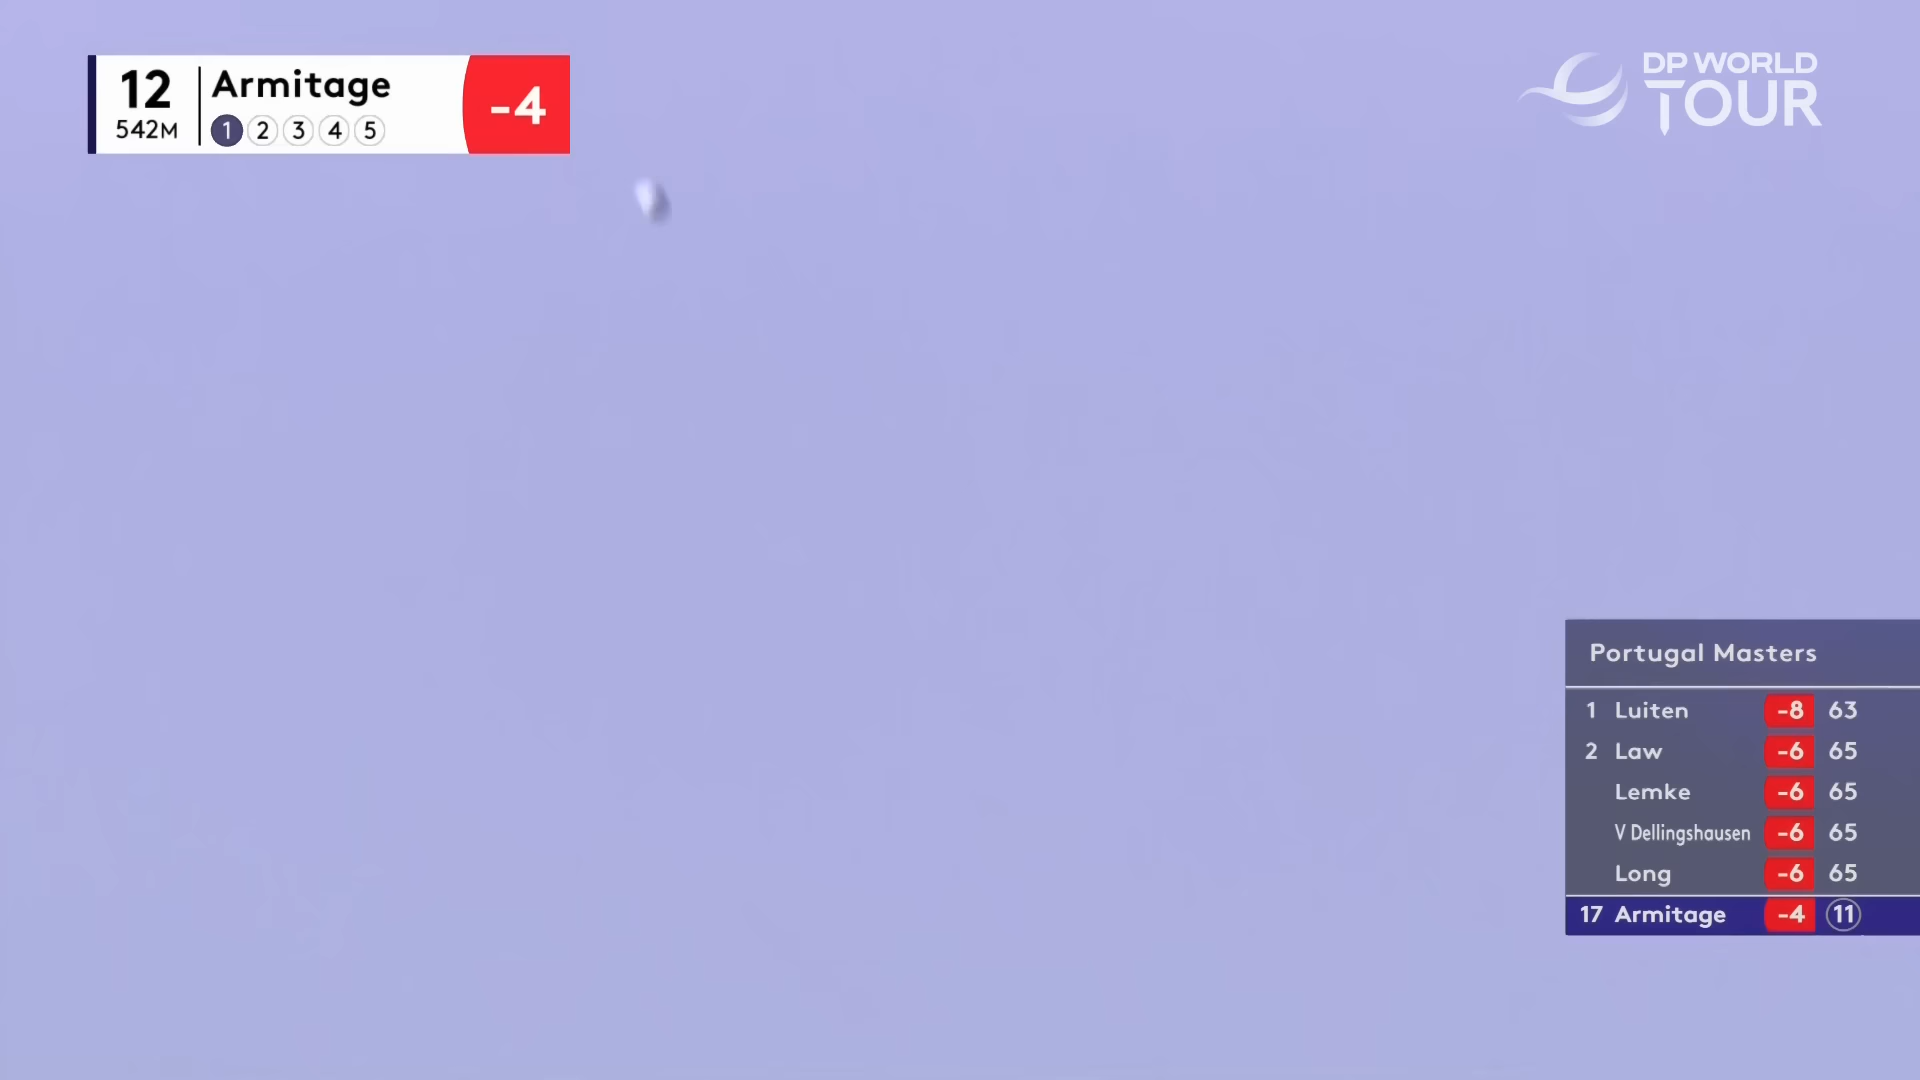 12
542M
Armitage
1 2 3 4 5
-4
DP WORLD
TOUR
Portugal Masters
1 Luiten -8 63
2 Law -6 65
Lemke -6 65
V Dellingshausen -6 65
Long -6 65
17 Armitage -4 11